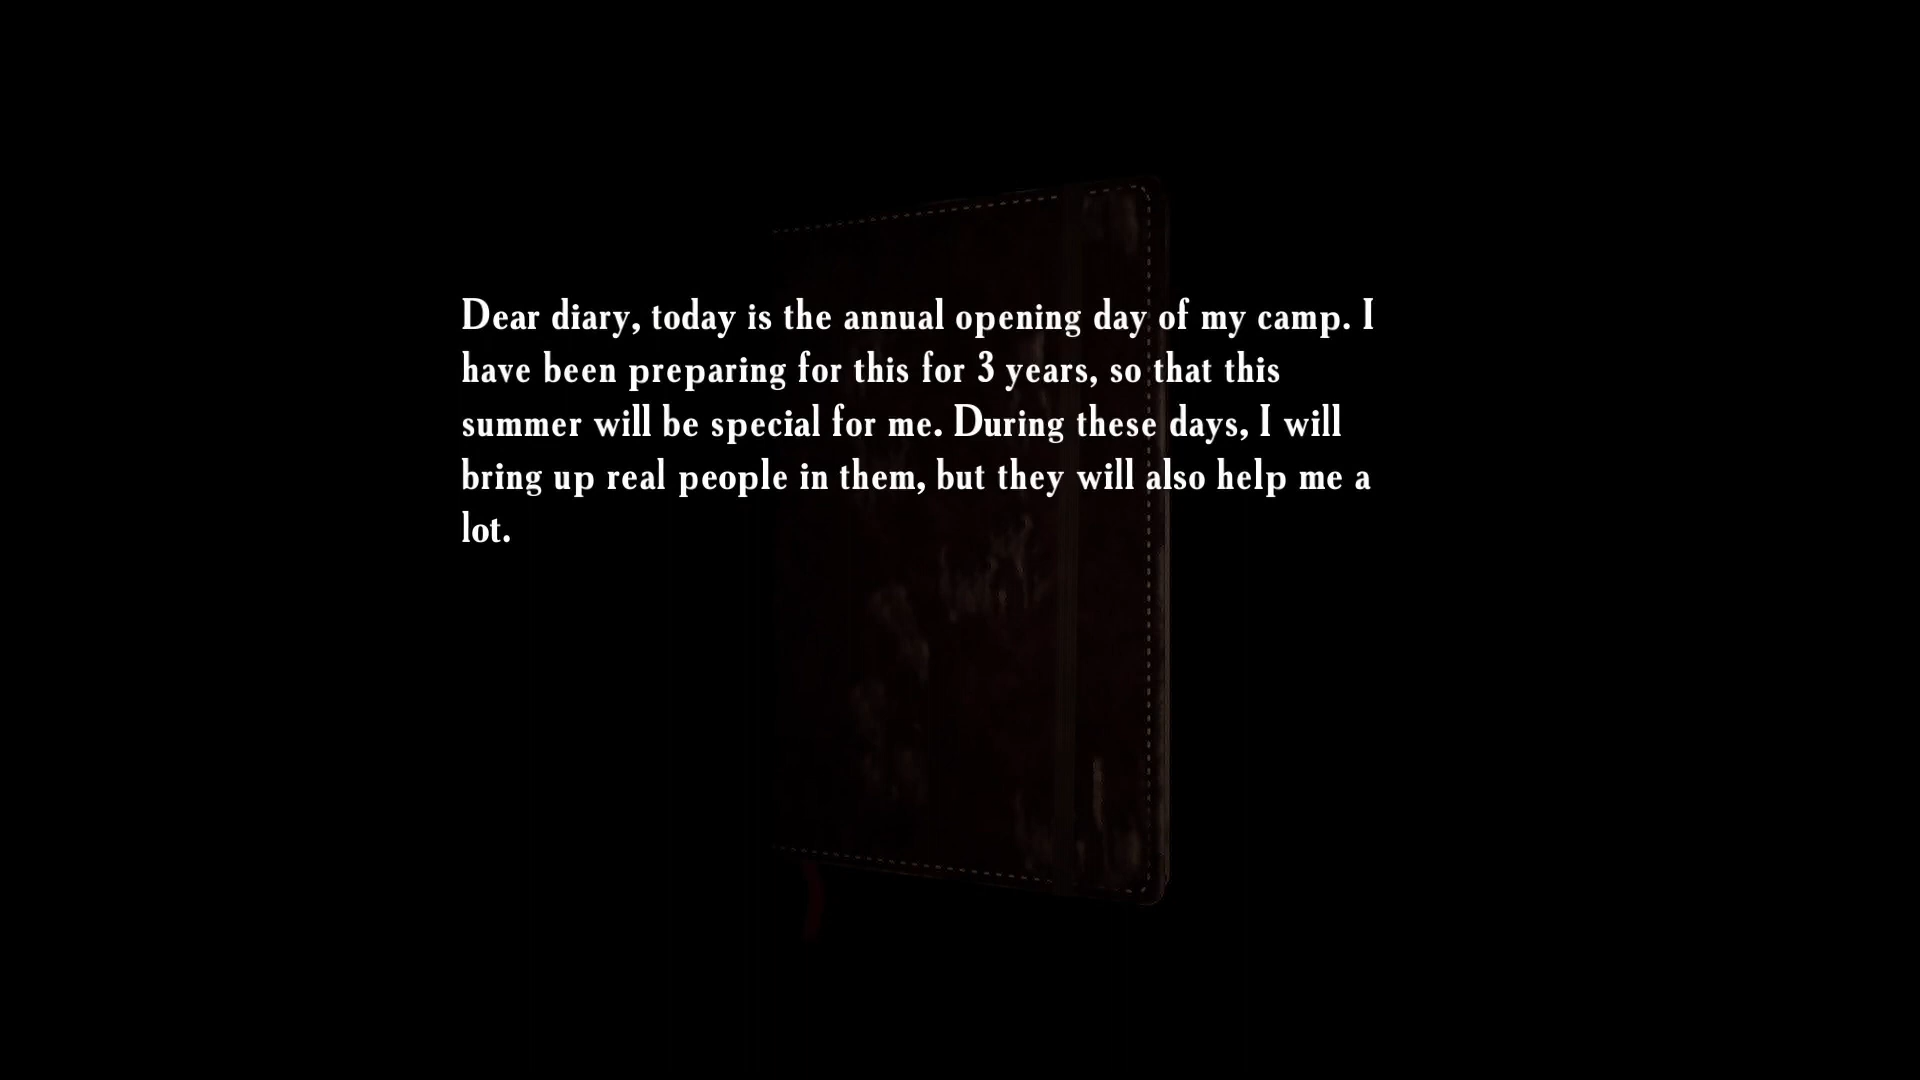 Dear diary, today is the annual opening day of my camp. I
have been preparing for this for 3 years, so that this
summer will be special for me. During these days, I will
bring up real people in them, but they will also help me a
lot.